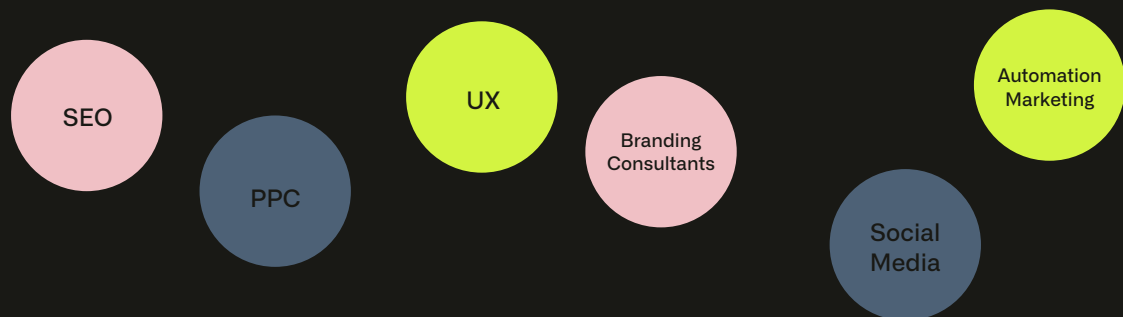 SEO
PPC
UX
Branding
Consultants
Social
Media
Automation
Marketing